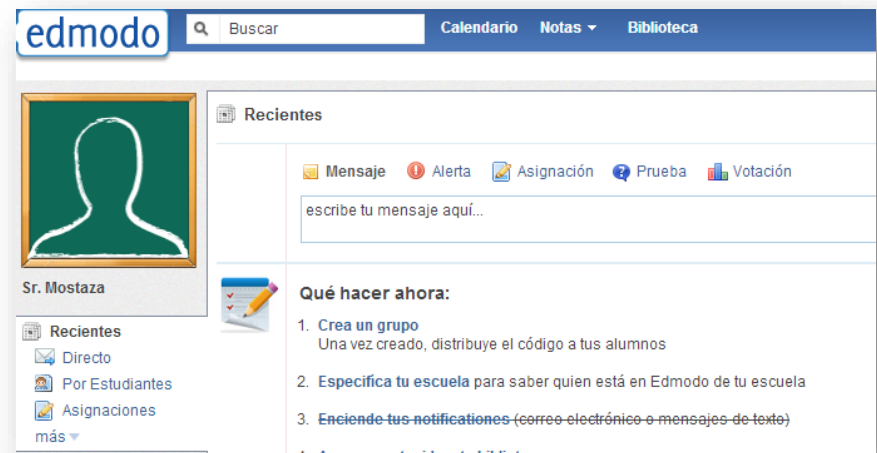 edmodo
Buscar
Calendario Notas Biblioteca
Recientes
Mensaje Alerta Asignación Prueba Votación
escribe tu mensaje aquí...
Sr. Mostaza
Recientes
Directo
Por Estudiantes
Asignaciones
más
Qué hacer ahora:
1. Crea un grupo
Una vez creado, distribuye el código a tus alumnos
2. Especifica tu escuela para saber quien está en Edmodo de tu escuela
3. Enciende tus notificationes (correo electrónico o mensajes de texto)